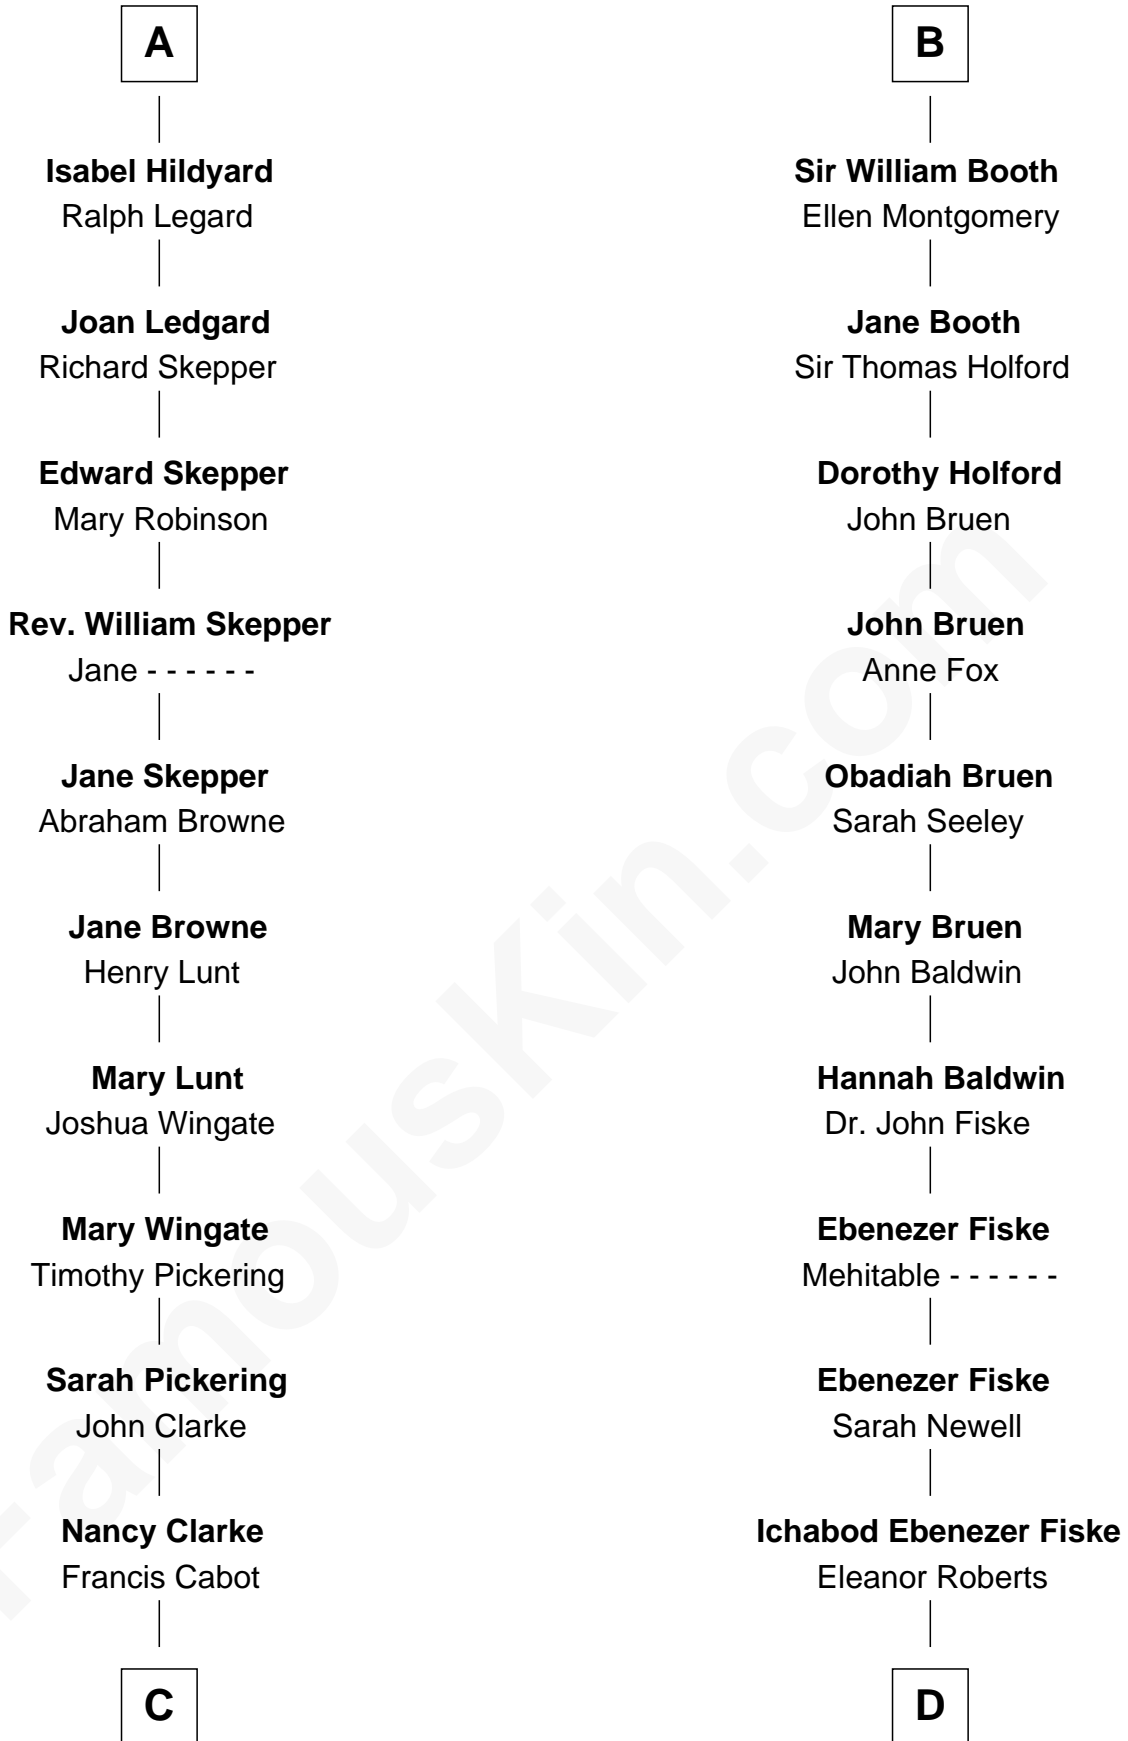 A
Isabel Hildyard
Ralph Legard
Joan Ledgard
Richard Skepper
Edward Skepper
Mary Robinson
Rev. William Skepper
Jane - - - - - -
Jane Skepper
Abraham Browne
Jane Browne
Henry Lunt
Mary Lunt
Joshua Wingate
Mary Wingate
Timothy Pickering
Sarah Pickering
John Clarke
Nancy Clarke
Francis Cabot
C
B
Sir William Booth
Ellen Montgomery
Jane Booth
Sir Thomas Holford
Dorothy Holford
John Bruen
John Bruen
Anne Fox
Obadiah Bruen
Sarah Seeley
Mary Bruen
John Baldwin
Hannah Baldwin
Dr. John Fiske
Ebenezer Fiske
Mehitable - - - - - -
Ebenezer Fiske
Sarah Newell
Ichabod Ebenezer Fiske
Eleanor Roberts
D
FamousKin.com